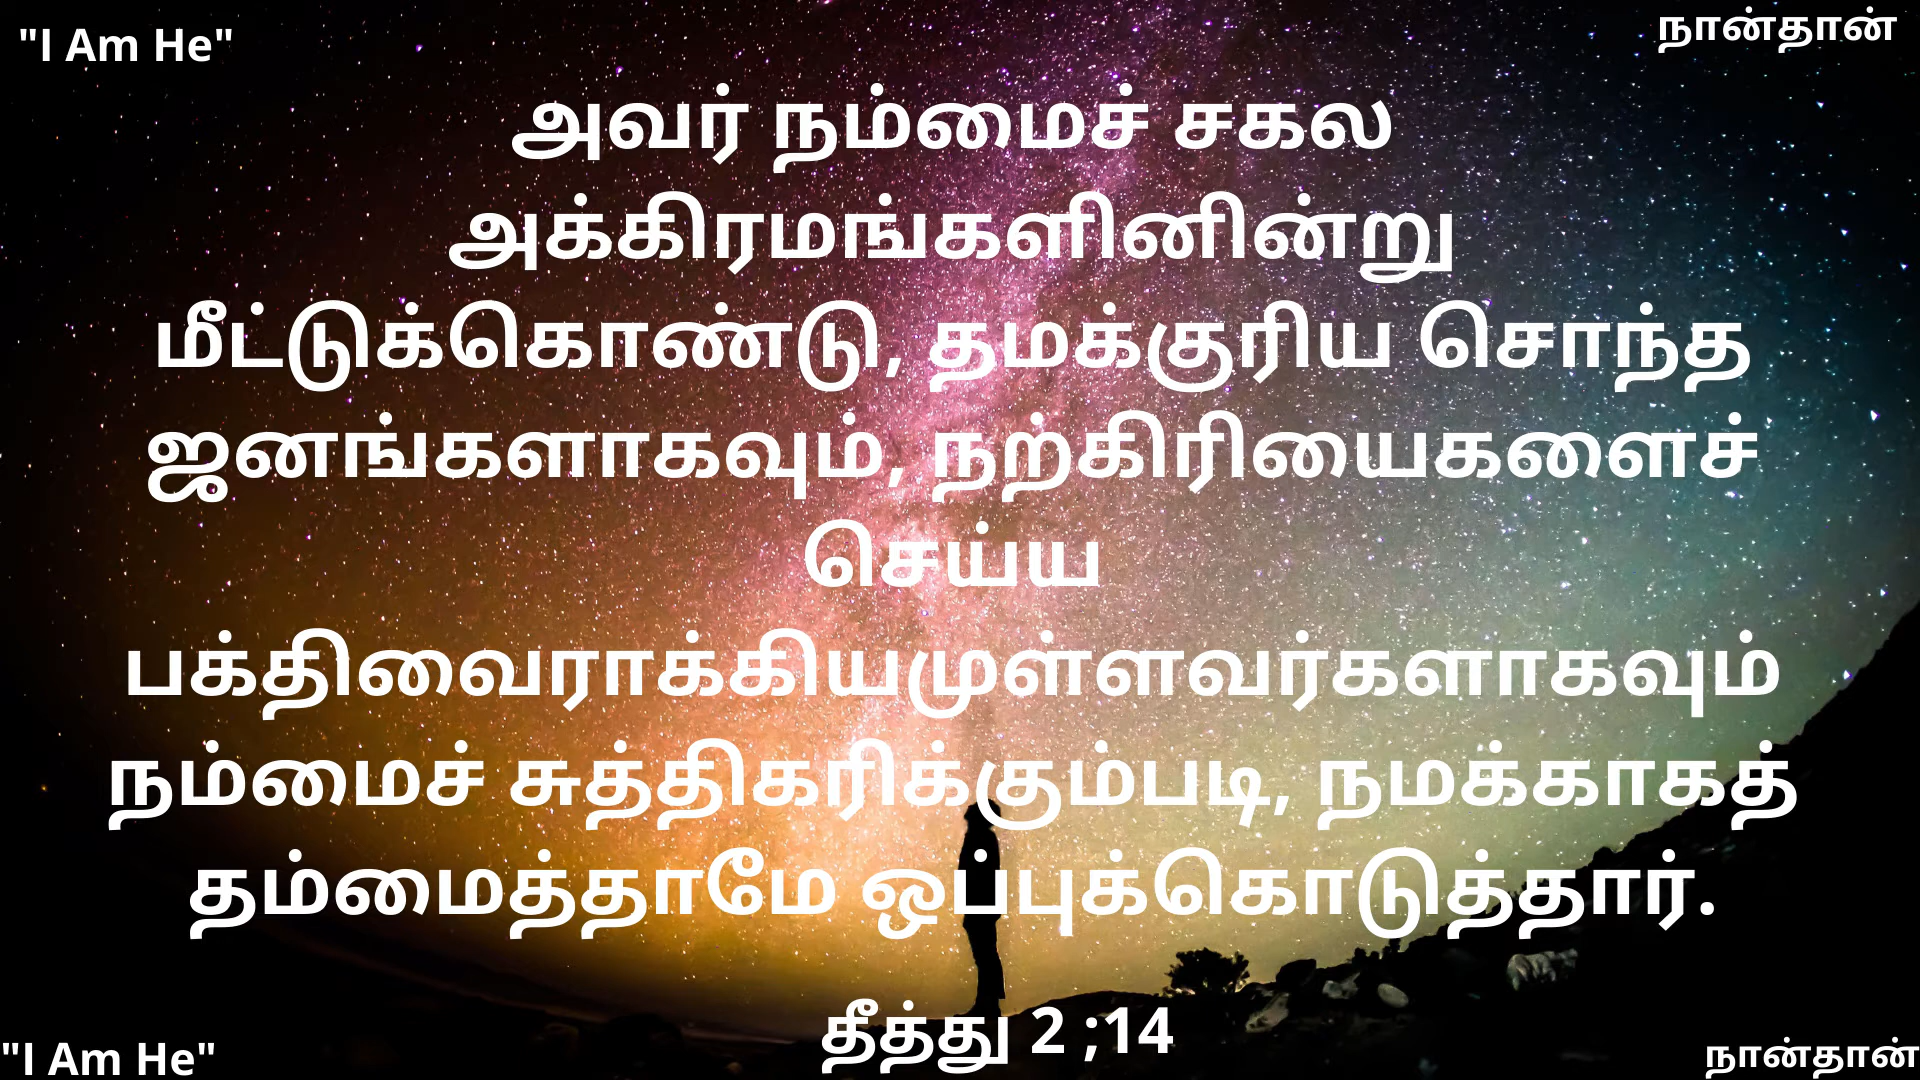 "I Am He"
நான்தான்
அவர் நம்மைச் சகல
அக்கிரமங்களினின்று
மீட்டுக்கொண்டு, தமக்குரிய சொந்த
ஜனங்களாகவும், நற்கிரியைகளைச்
செய்ய
பக்திவைராக்கியமுள்ளவர்களாகவும்
நம்மைச் சுத்திகரிக்கும்படி, நமக்காகத்
தம்மைத்தாமே ஒப்புக்கொடுத்தார்.
தீத்து 2 ;14
"I Am He"
நான்தான்